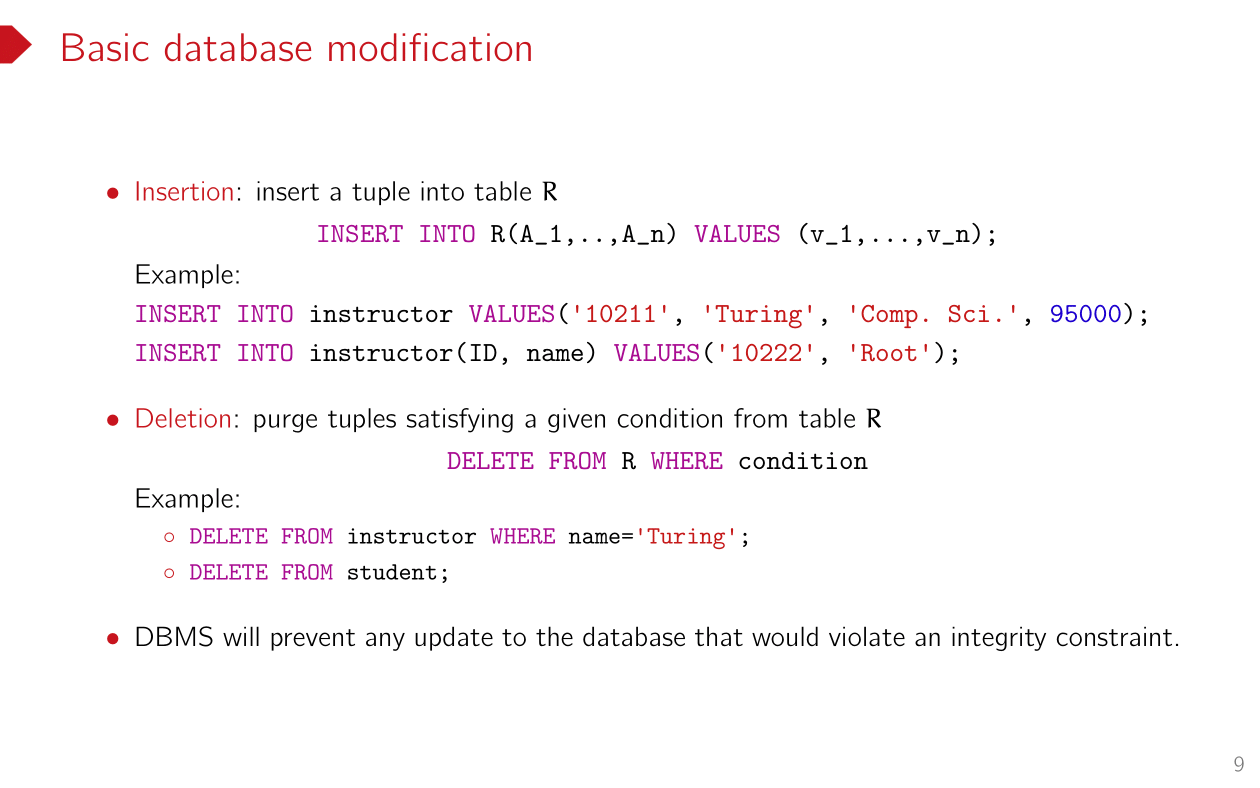 Basic database modification
• Insertion: insert a tuple into table R
INSERT INTO R(A_1,..,A_n) VALUES (v_1,...,v_n);
Example:
INSERT INTO instructor VALUES('10211', 'Turing', 'Comp. Sci.', 95000);
INSERT INTO instructor(ID, name) VALUES('10222', 'Root');
• Deletion: purge tuples satisfying a given condition from table R
DELETE FROM R WHERE condition
Example:
◦ DELETE FROM instructor WHERE name='Turing';
◦ DELETE FROM student;
• DBMS will prevent any update to the database that would violate an integrity constraint.
9